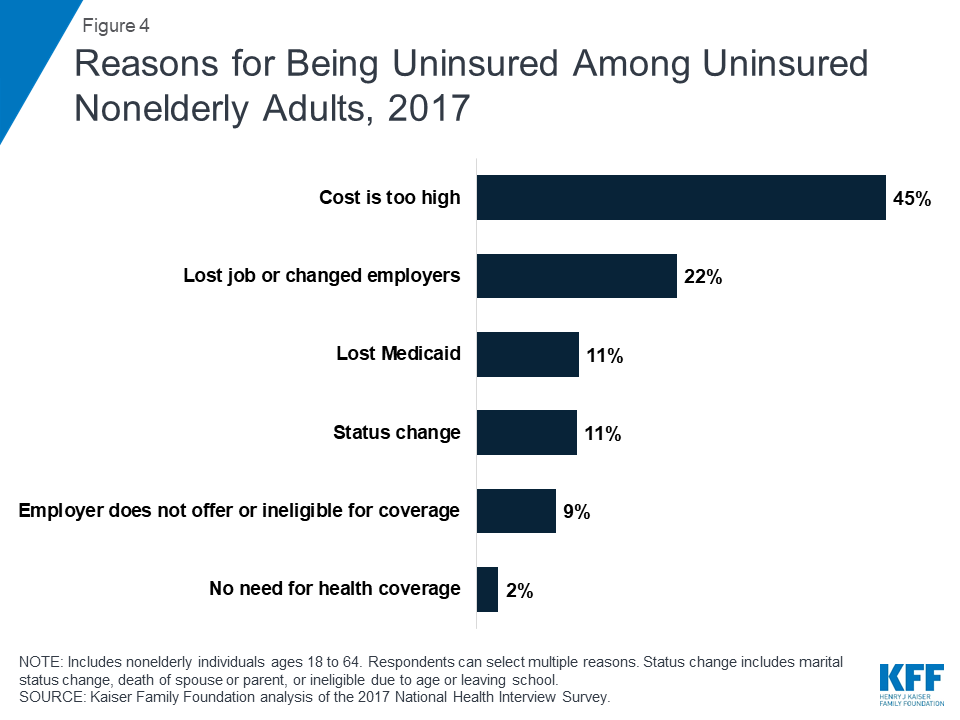 Figure 4
Reasons for Being Uninsured Among Uninsured
Nonelderly Adults, 2017
Cost is too high 45%
Lost job or changed employers 22%
Lost Medicaid 11%
Status change 11%
Employer does not offer or ineligible for coverage 9%
No need for health coverage 2%
NOTE: Includes nonelderly individuals ages 18 to 64. Respondents can select multiple reasons. Status change includes marital
status change, death of spouse or parent, or ineligible due to age or leaving school.
SOURCE: Kaiser Family Foundation analysis of the 2017 National Health Interview Survey.
KFF
HENRY J KAISER
FAMILY FOUNDATION